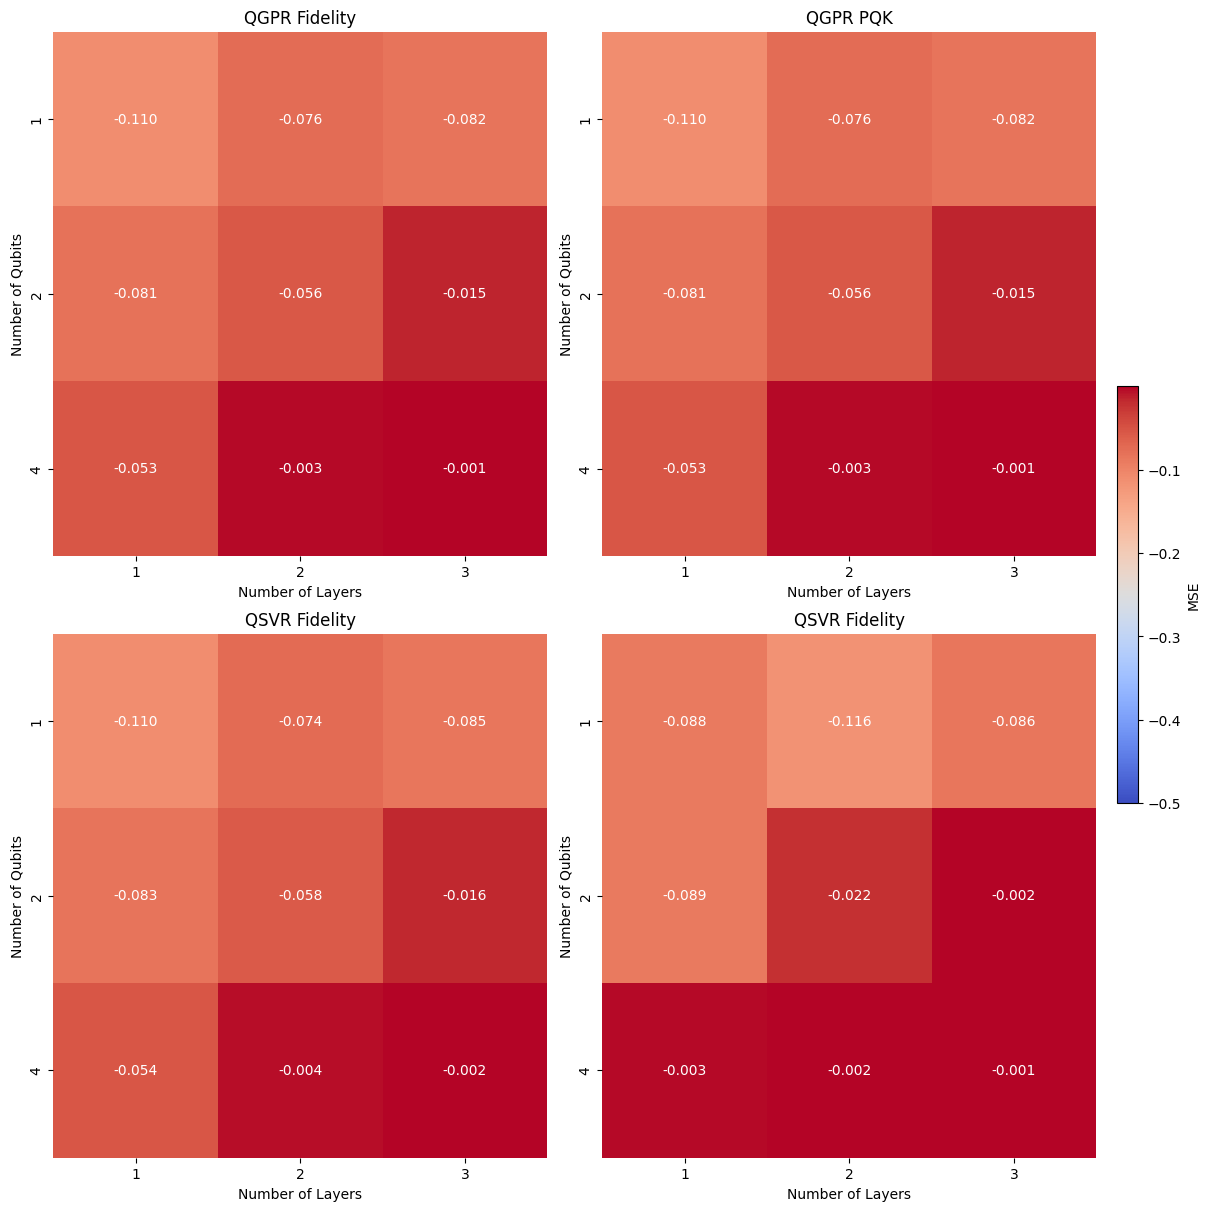 QGPR Fidelity
Number of Qubits
1
-0.110 -0.076 -0.082
2
-0.081 -0.056 -0.015
4
-0.053 -0.003 -0.001
1 2 3
Number of Layers
QGPR PQK
Number of Qubits
1
-0.110 -0.076 -0.082
2
-0.081 -0.056 -0.015
4
-0.053 -0.003 -0.001
1 2 3
Number of Layers
QSVR Fidelity
Number of Qubits
1
-0.110 -0.074 -0.085
2
-0.083 -0.058 -0.016
4
-0.054 -0.004 -0.002
1 2 3
Number of Layers
QSVR Fidelity
Number of Qubits
1
-0.088 -0.116 -0.086
2
-0.089 -0.022 -0.002
4
-0.003 -0.002 -0.001
1 2 3
Number of Layers
−0.1
−0.2
−0.3
−0.4
−0.5
MSE